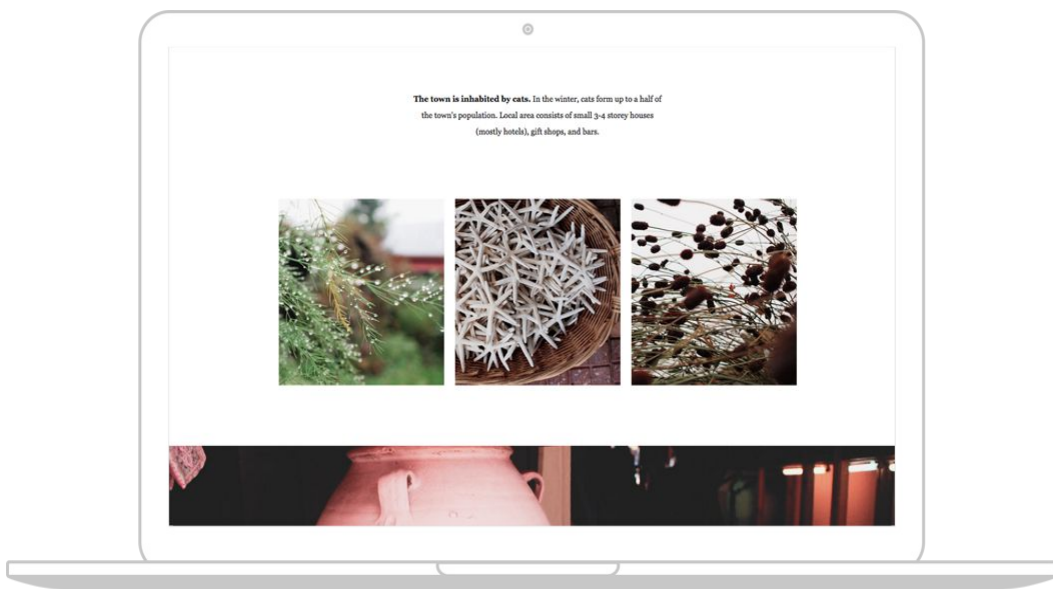 The town is inhabited by cats. In the winter, cats form up to a half of
the town's population. Local area consists of small 3-4 storey houses
(mostly hotels), gift shops, and bars.